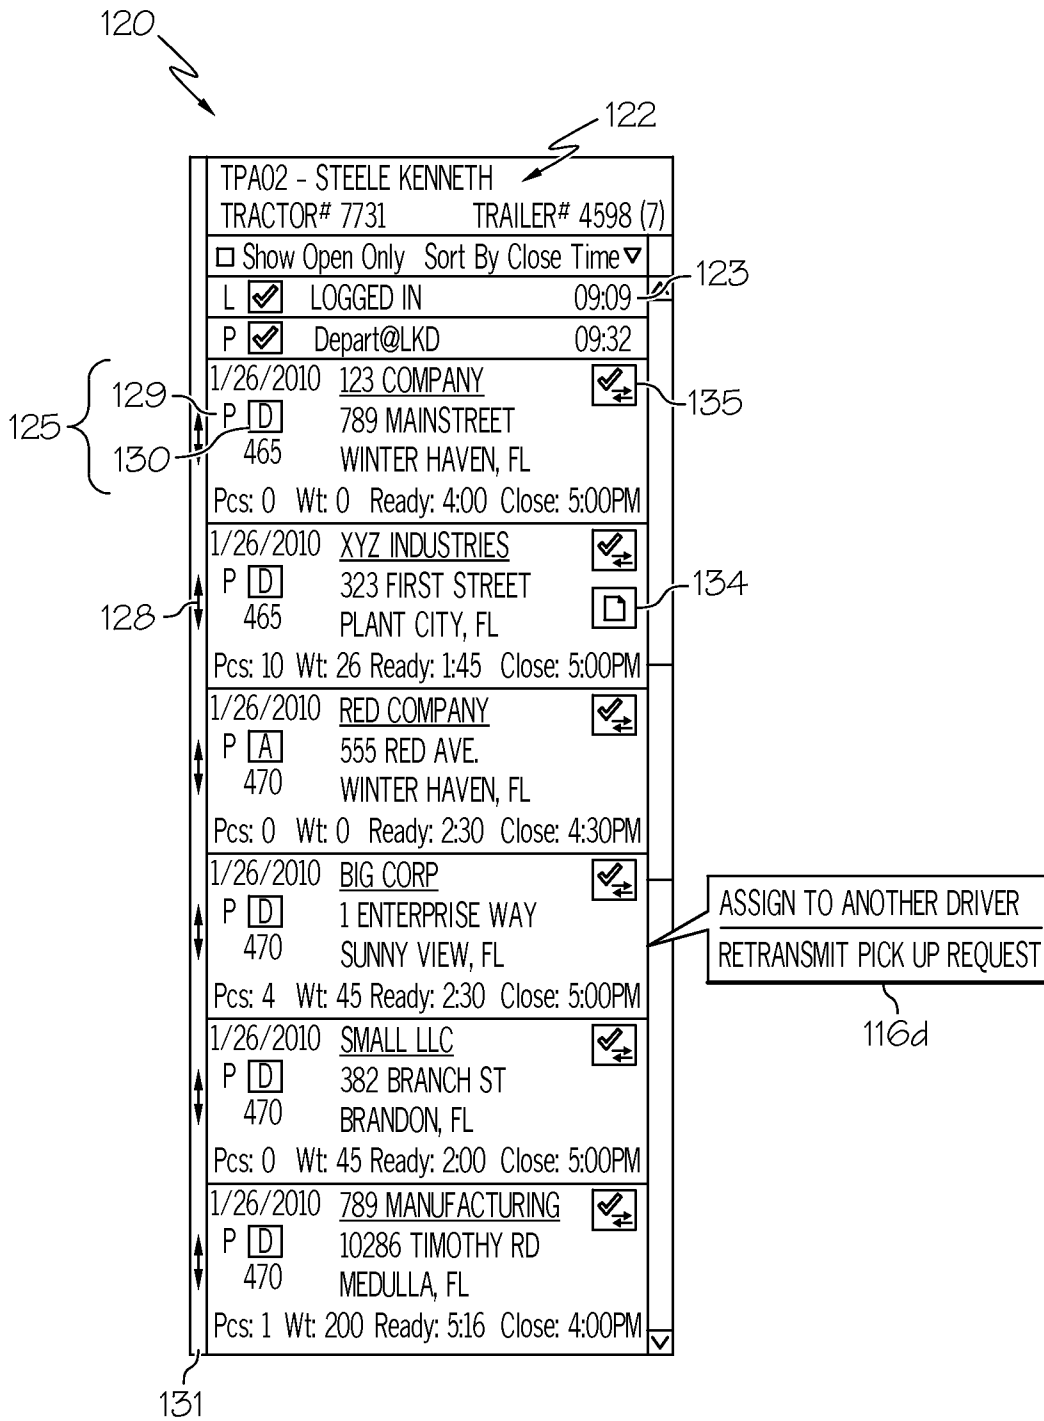 120
122
TPA02 - STEELE KENNETH
TRACTOR# 7731 TRAILER# 4598 (7)
Show Open Only Sort By Close Time
123
L LOGGED IN 09:09
P Depart@LKD 09:32
125
129
130
1/26/2010 123 COMPANY
135
P D 789 MAINSTREET
465 WINTER HAVEN, FL
Pcs: 0 Wt: 0 Ready: 4:00 Close: 5:00PM
1/26/2010 XYZ INDUSTRIES
134
128
P D 323 FIRST STREET
465 PLANT CITY, FL
Pcs: 10 Wt: 26 Ready: 1:45 Close: 5:00PM
1/26/2010 RED COMPANY
P A 555 RED AVE.
470 WINTER HAVEN, FL
Pcs: 0 Wt: 0 Ready: 2:30 Close: 4:30PM
1/26/2010 BIG CORP
P D 1 ENTERPRISE WAY
470 SUNNY VIEW, FL
Pcs: 4 Wt: 45 Ready: 2:30 Close: 5:00PM
ASSIGN TO ANOTHER DRIVER
RETRANSMIT PICK UP REQUEST
116d
1/26/2010 SMALL LLC
P D 382 BRANCH ST
470 BRANDON, FL
Pcs: 0 Wt: 45 Ready: 2:00 Close: 5:00PM
1/26/2010 789 MANUFACTURING
P D 10286 TIMOTHY RD
470 MEDULLA, FL
Pcs: 1 Wt: 200 Ready: 5:16 Close: 4:00PM
131